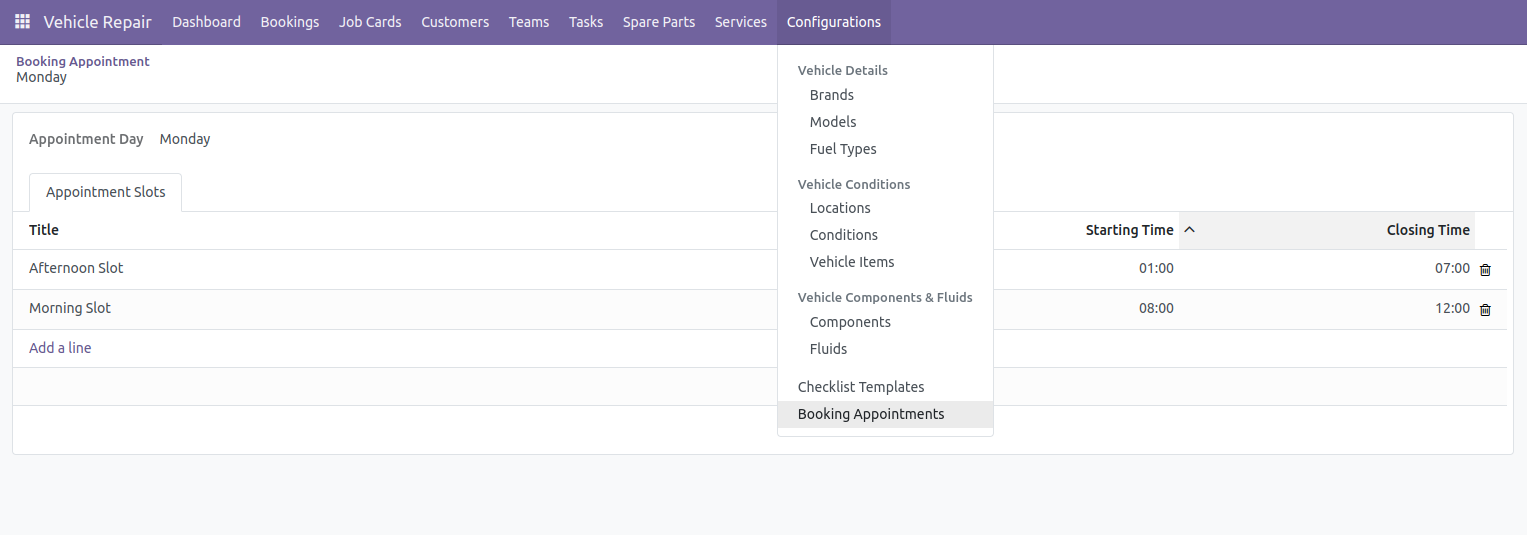 Vehicle Repair Dashboard Bookings Job Cards Customers Teams Tasks Spare Parts Services Configurations
Booking Appointment
Monday
Appointment Day Monday
Appointment Slots
Title Starting Time Closing Time
Afternoon Slot 01:00 07:00
Morning Slot 08:00 12:00
Add a line
Vehicle Details
Brands
Models
Fuel Types
Vehicle Conditions
Locations
Conditions
Vehicle Items
Vehicle Components & Fluids
Components
Fluids
Checklist Templates
Booking Appointments